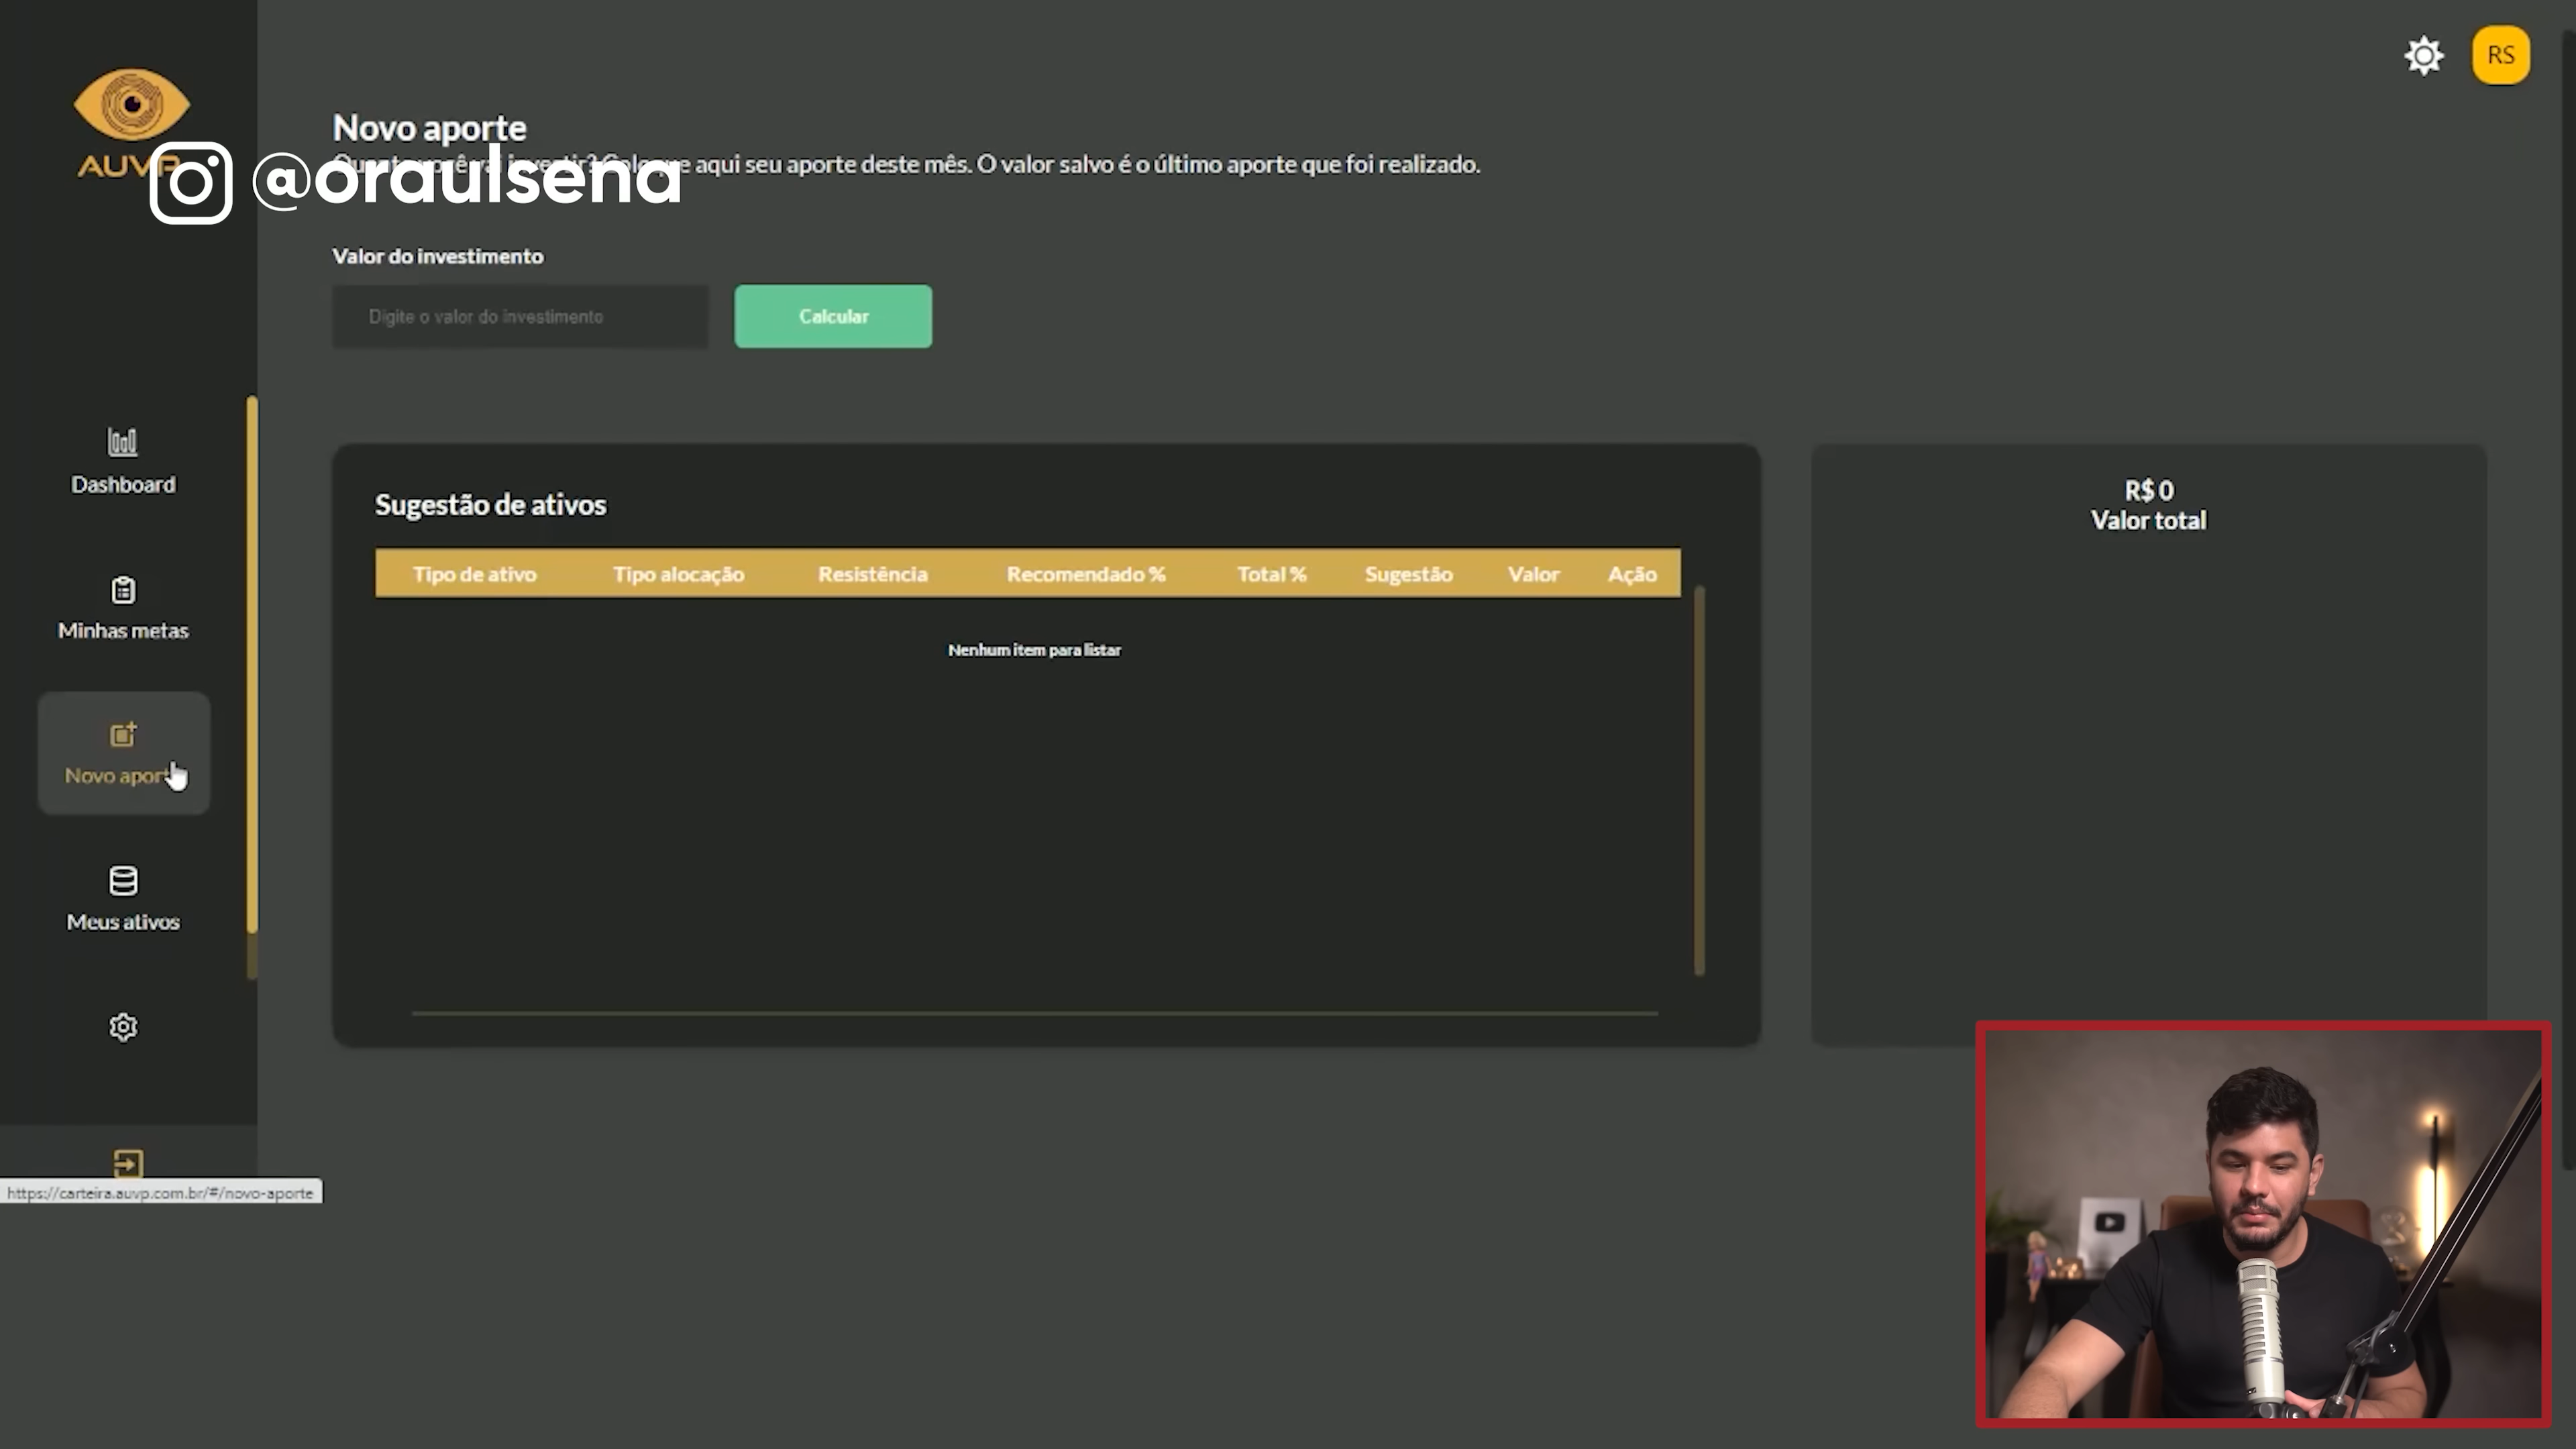 RS
AUVP
Novo aporte
aqui seu aporte deste mês. O valor salvo é o último aporte que foi realizado.
@oraulsena
Valor do investimento
Digite o valor do investimento
Calcular
Dashboard
Minhas metas
Novo aport
Meus ativos
Sugestão de ativos
Tipo de ativo Tipo alocação Resistência Recomendado % Total % Sugestão Valor Ação
Nenhum item para listar
R$ 0
Valor total
https://carteira.auvp.com.br/#/novo-aporte